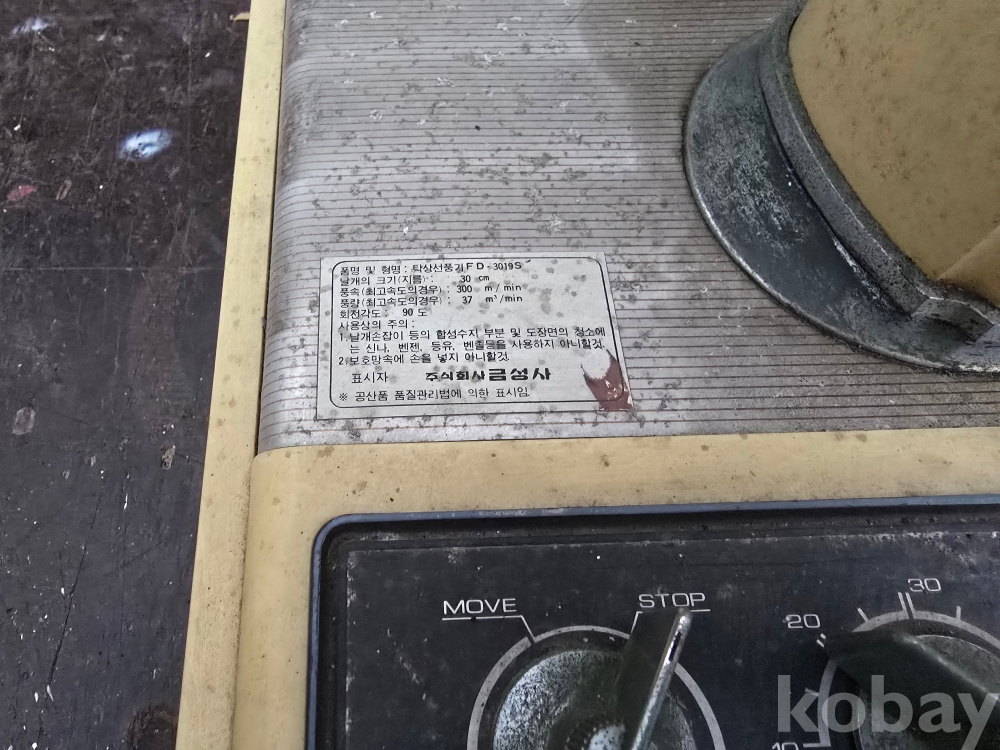 품명 및 형명 : 탁상선풍기 FD-3019S
날개의 크기(지름) : 30 cm
풍속(최고속도의경우) : 300 m/min
풍량(최고속도의경우) : 37 m³/min
회전각도 : 90 도
사용상의 주의 :
1. 날개손잡이 등의 합성수지 부분 및 도장면의 청소에
는 신나, 벤젠, 등유, 벤졸등을 사용하지 아니할것.
2. 보호망속에 손을 넣지 아니할것.
표시자 주식회사 금성사
※ 공산품 품질관리법에 의한 표시임.
MOVE STOP
10 20 30
kobay